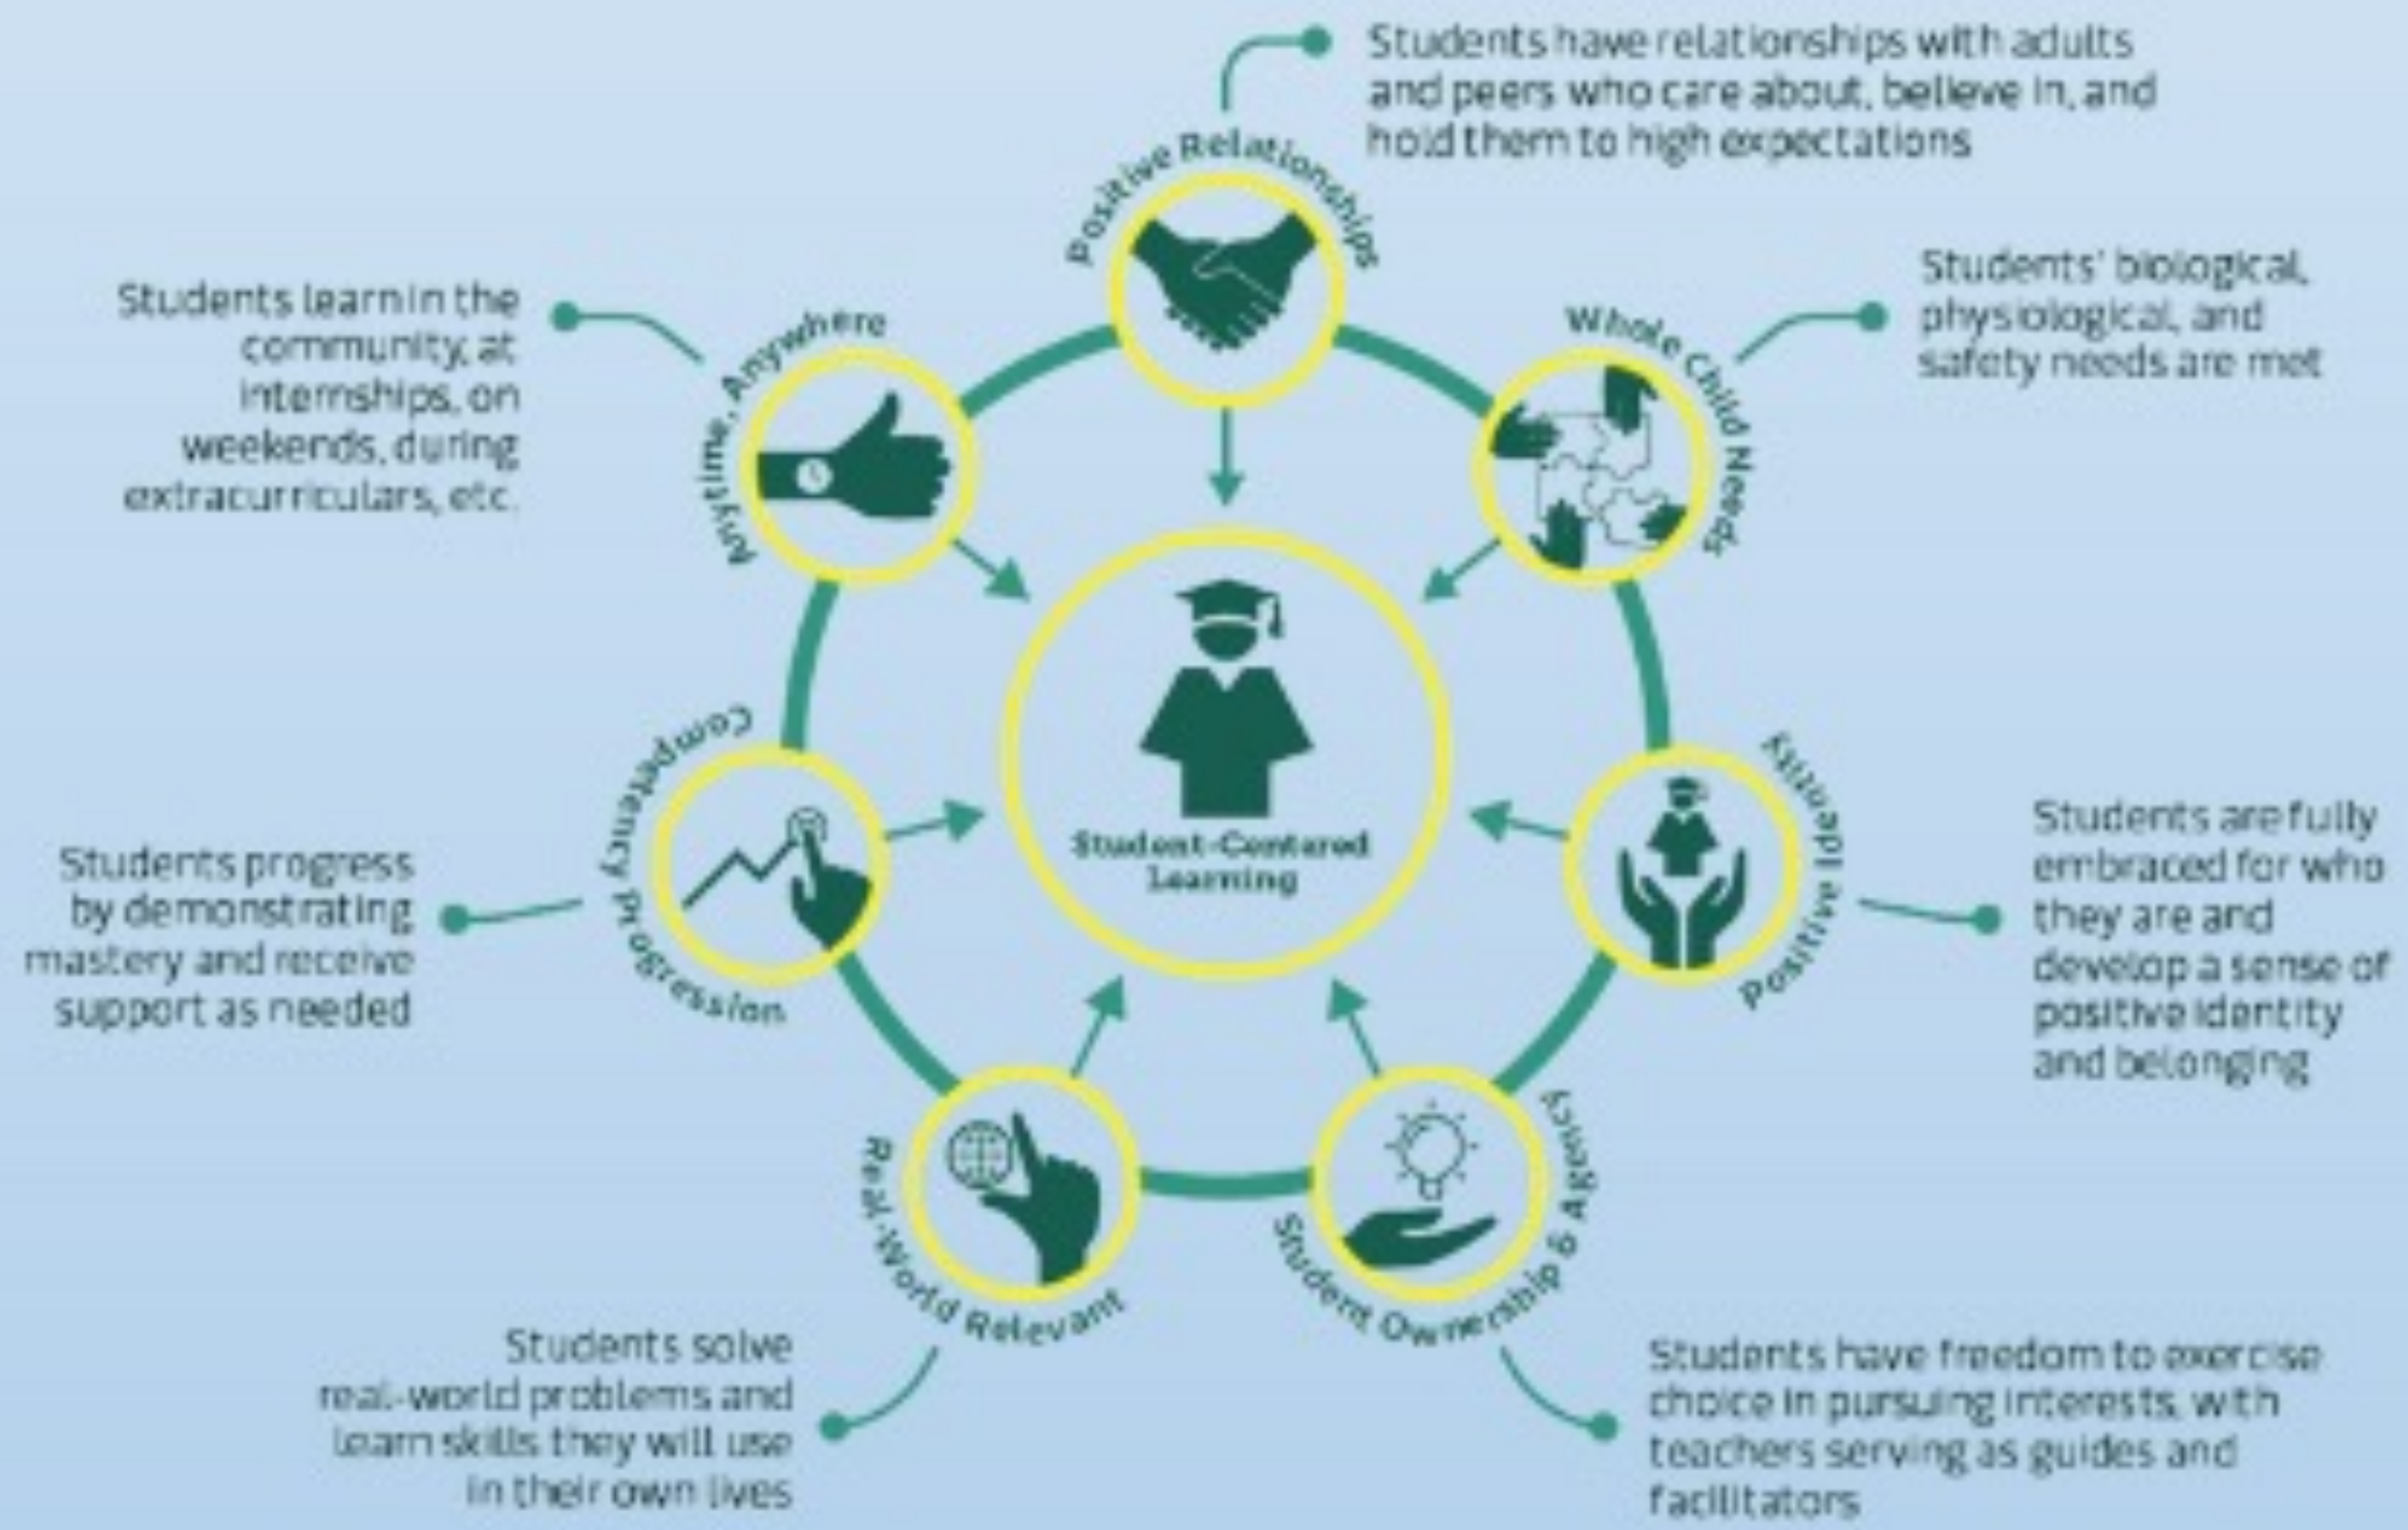 Positive Relationships
Students have relationships with adults
and peers who care about, believe in, and
hold them to high expectations
Whole Child Needs
Students' biological,
physiological, and
safety needs are met
Positive Identity
Students are fully
embraced for who
they are and
develop a sense of
positive identity
and belonging
Student Ownership & Agency
Students have freedom to exercise
choice in pursuing interests, with
teachers serving as guides and
facilitators
Real-World Relevant
Students solve
real-world problems and
learn skills they will use
in their own lives
Competency Progression
Students progress
by demonstrating
mastery and receive
support as needed
Anytime, Anywhere
Students learn in the
community, at
internships, on
weekends, during
extracurriculars, etc.
Student-Centered
Learning